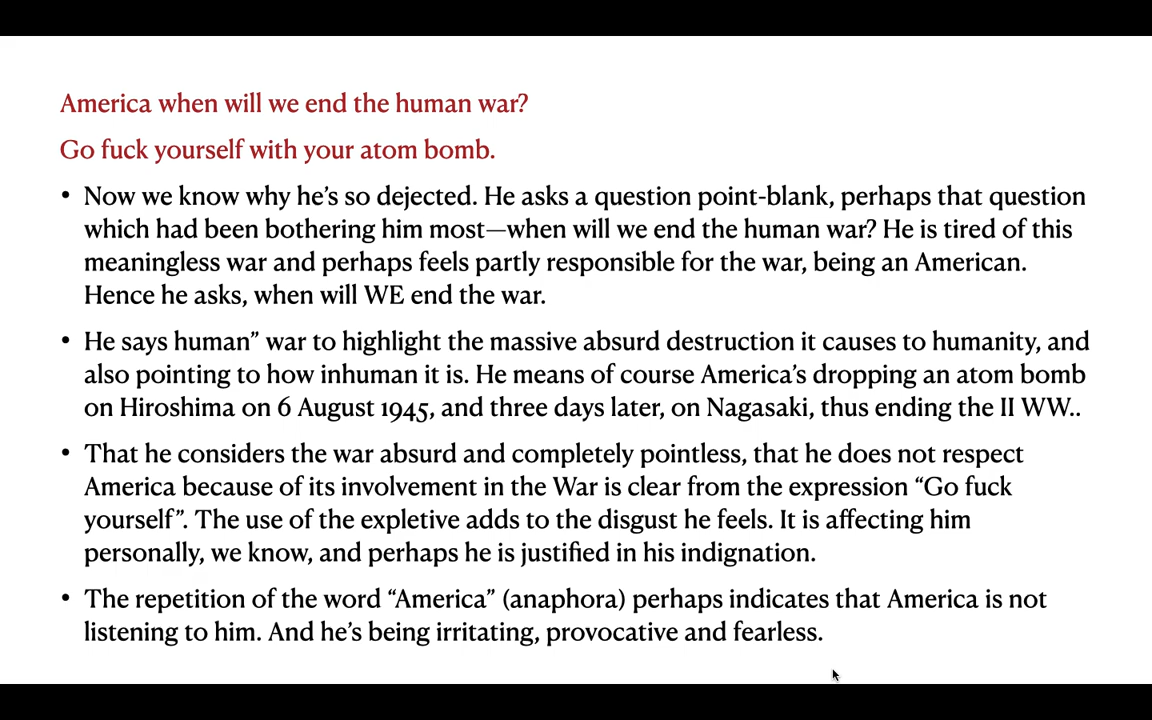 America when will we end the human war?
Go fuck yourself with your atom bomb.
• Now we know why he's so dejected. He asks a question point-blank, perhaps that question
which had been bothering him most—when will we end the human war? He is tired of this
meaningless war and perhaps feels partly responsible for the war, being an American.
Hence he asks, when will WE end the war.
• He says human” war to highlight the massive absurd destruction it causes to humanity, and
also pointing to how inhuman it is. He means of course America's dropping an atom bomb
on Hiroshima on 6 August 1945, and three days later, on Nagasaki, thus ending the II WW..
• That he considers the war absurd and completely pointless, that he does not respect
America because of its involvement in the War is clear from the expression “Go fuck
yourself”. The use of the expletive adds to the disgust he feels. It is affecting him
personally, we know, and perhaps he is justified in his indignation.
• The repetition of the word “America” (anaphora) perhaps indicates that America is not
listening to him. And he's being irritating, provocative and fearless.